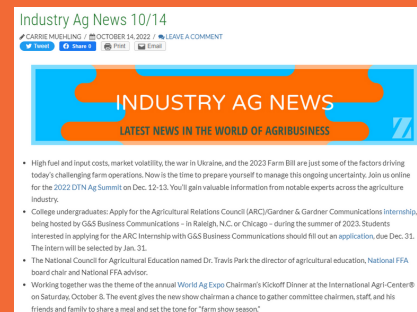 Industry Ag News 10/14
CARRIE MUEHLING / OCTOBER 14, 2022 / LEAVE A COMMENT
Tweet Share 0 Print Email
INDUSTRY AG NEWS
LATEST NEWS IN THE WORLD OF AGRIBUSINESS
• High fuel and input costs, market volatility, the war in Ukraine, and the 2023 Farm Bill are just some of the factors driving
today's challenging farm operations. Now is the time to prepare yourself to manage this ongoing uncertainty. Join us online
for the 2022 DTN Ag Summit on Dec. 12-13. You'll gain valuable information from notable experts across the agriculture
industry.
• College undergraduates: Apply for the Agricultural Relations Council (ARC)/Gardner & Gardner Communications internship,
being hosted by G&S Business Communications – in Raleigh, N.C. or Chicago – during the summer of 2023. Students
interested in applying for the ARC Internship with G&S Business Communications should fill out an application, due Dec. 31.
The intern will be selected by Jan. 31.
• The National Council for Agricultural Education named Dr. Travis Park the director of agricultural education, National FFA
board chair and National FFA advisor.
• Working together was the theme of the annual World Ag Expo Chairman's Kickoff Dinner at the International Agri-Center®
on Saturday, October 8. The event gives the new show chairman a chance to gather committee chairmen, staff, and his
friends and family to share a meal and set the tone for "farm show season."